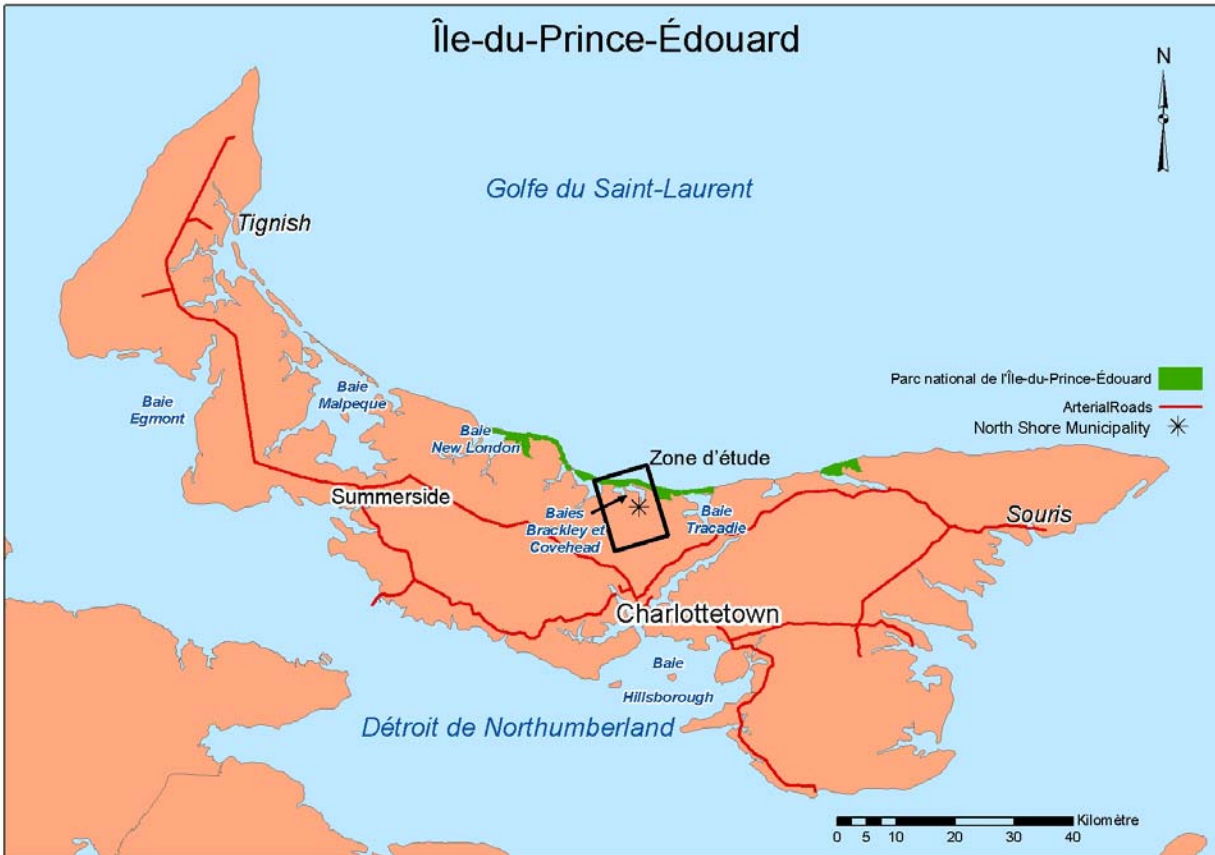 Île-du-Prince-Édouard
N
Golfe du Saint-Laurent
Tignish
Parc national de l'Île-du-Prince-Édouard
ArterialRoads
North Shore Municipality
Baie
Egmont
Baie
Malpeque
Baie
New London
Zone d'étude
Summerside
Baies
Brackley et
Covehead
Baie
Tracadie
Souris
Charlottetown
Baie
Hillsborough
Détroit de Northumberland
Kilomètre
0 5 10 20 30 40